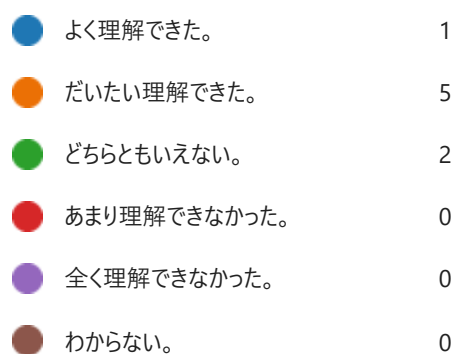 よく理解できた。 1
だいたい理解できた。 5
どちらともいえない。 2
あまり理解できなかった。 0
全く理解できなかった。 0
わからない。 0